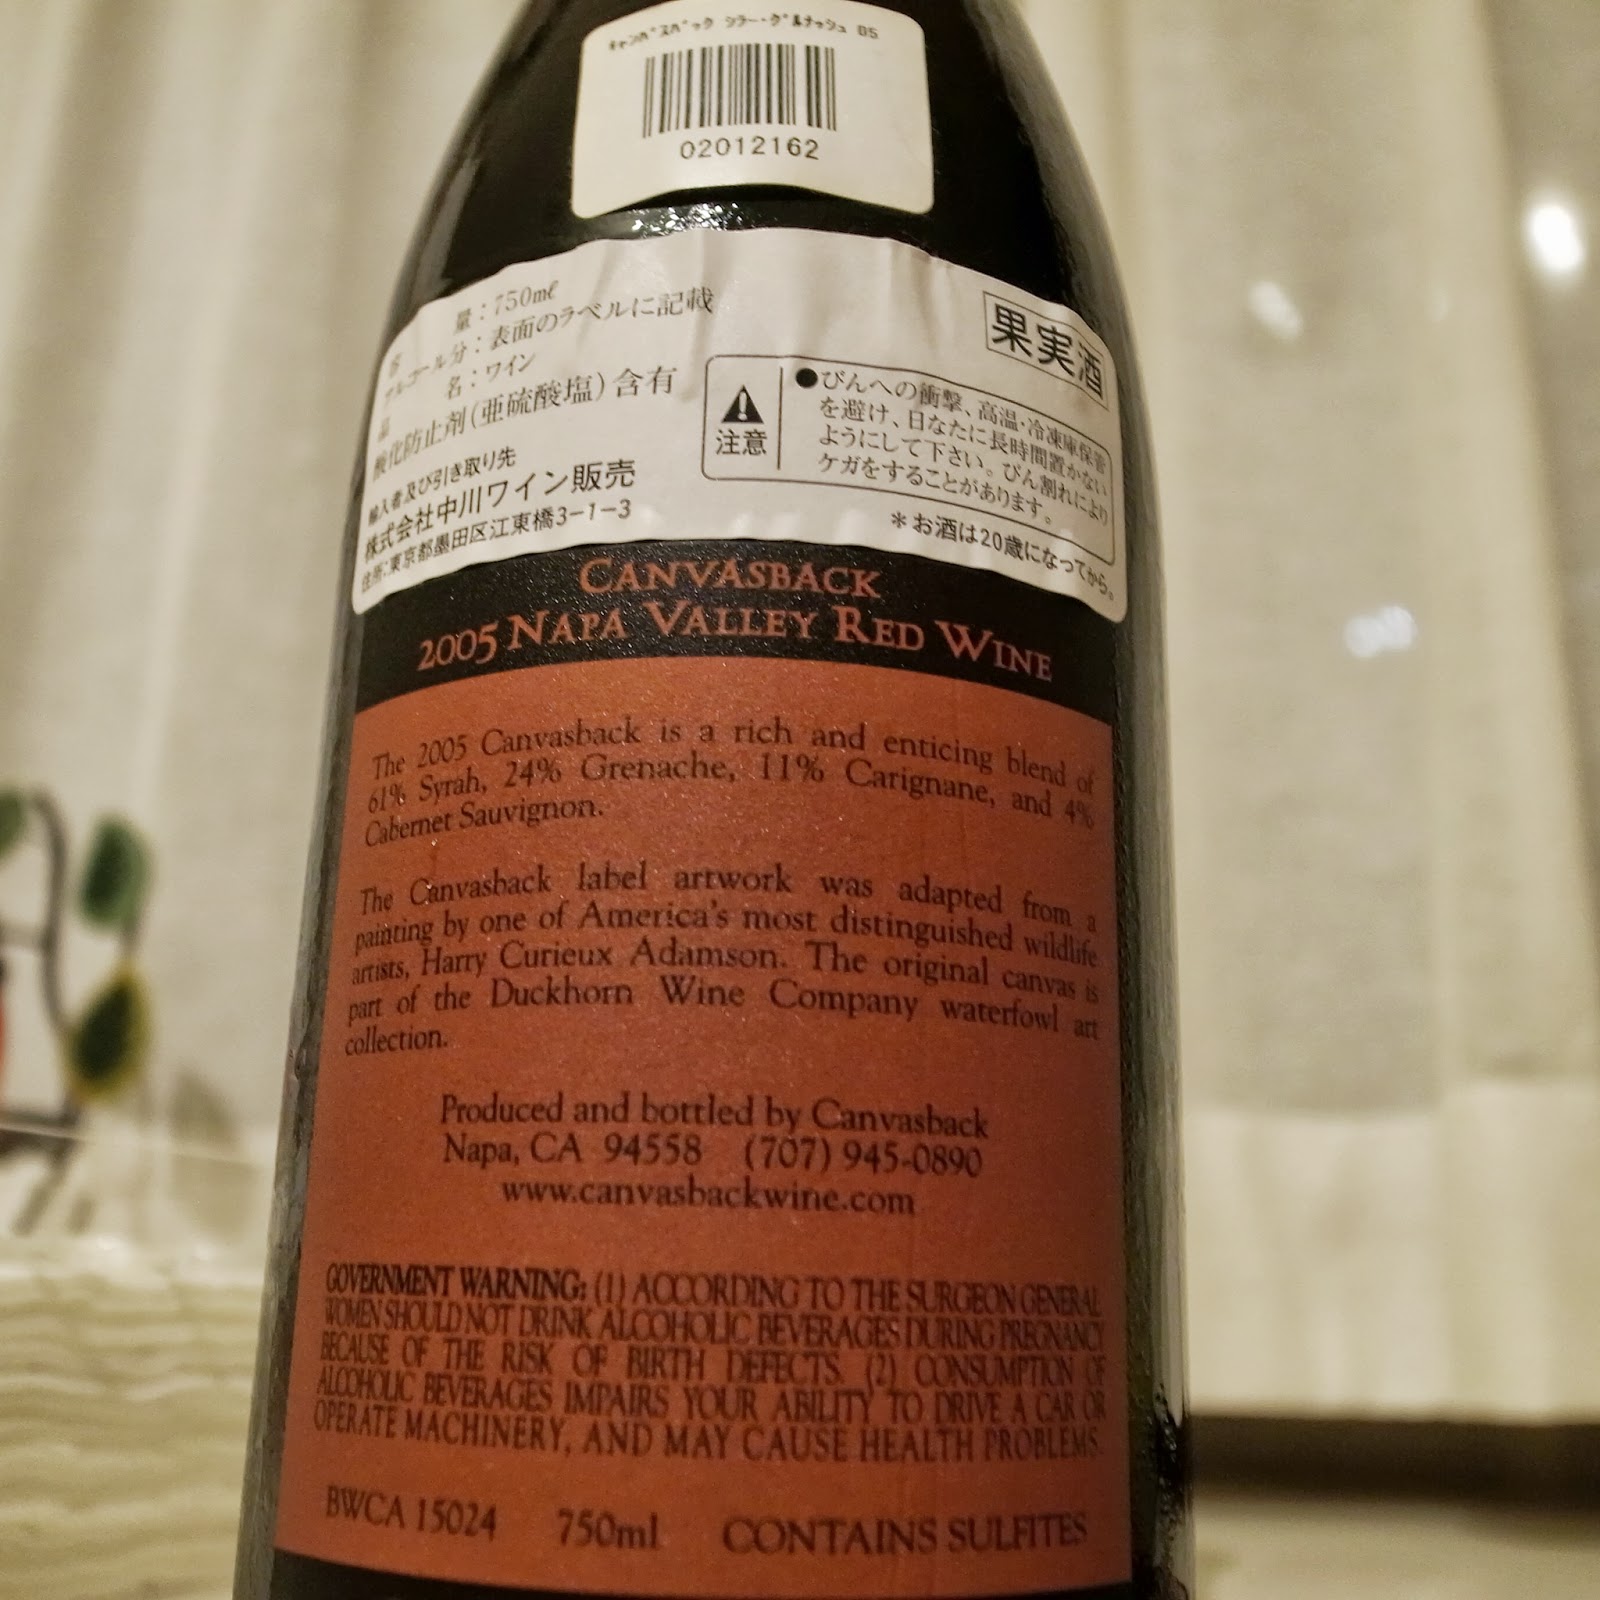 ｷｬﾝﾊﾞｽﾊﾞｯｸ ｼﾗｰ・ｸﾞﾙﾅｯｼｭ 05
02012162
容量：750mℓ
アルコール分：表面のラベルに記載
品名：ワイン
酸化防止剤（亜硫酸塩）含有
輸入者及び引き取り先
株式会社中川ワイン販売
住所：東京都墨田区江東橋3-1-3
果実酒
注意
●びんへの衝撃、高温・冷凍庫保管
を避け、日なたに長時間置かない
ようにして下さい。びん割れにより
ケガをすることがあります。
＊お酒は20歳になってから。
CANVASBACK
2005 NAPA VALLEY RED WINE
The 2005 Canvasback is a rich and enticing blend of
61% Syrah, 24% Grenache, 11% Carignane, and 4%
Cabernet Sauvignon.
The Canvasback label artwork was adapted from a
painting by one of America's most distinguished wildlife
artists, Harry Curieux Adamson. The original canvas is
part of the Duckhorn Wine Company waterfowl art
collection.
Produced and bottled by Canvasback
Napa, CA 94558 (707) 945-0890
www.canvasbackwine.com
GOVERNMENT WARNING: (1) ACCORDING TO THE SURGEON GENERAL
WOMEN SHOULD NOT DRINK ALCOHOLIC BEVERAGES DURING PREGNANCY
BECAUSE OF THE RISK OF BIRTH DEFECTS. (2) CONSUMPTION OF
ALCOHOLIC BEVERAGES IMPAIRS YOUR ABILITY TO DRIVE A CAR OR
OPERATE MACHINERY, AND MAY CAUSE HEALTH PROBLEMS.
BWCA 15024 750ml CONTAINS SULFITES